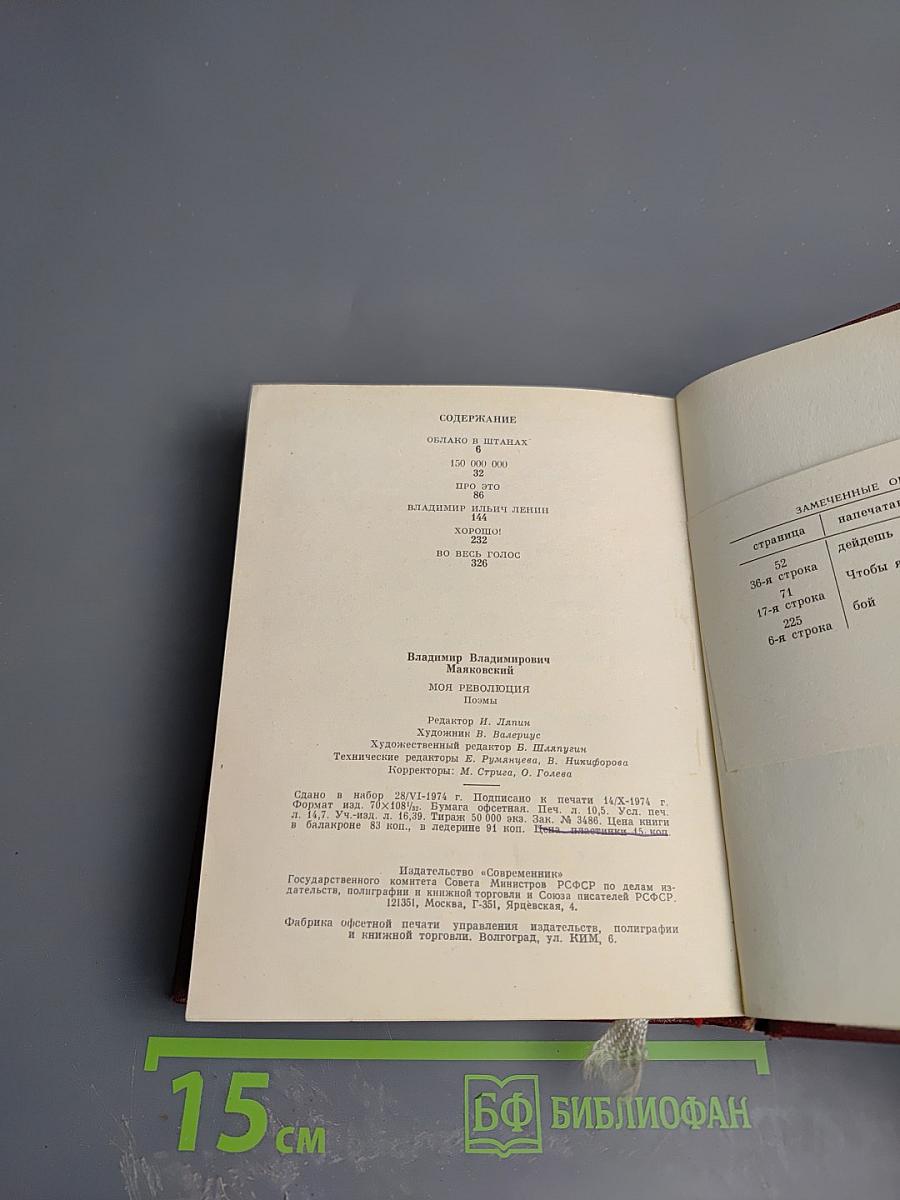 СОДЕРЖАНИЕ
ОБЛАКО В ШТАНАХ
6
150 000 000
32
ПРО ЭТО
86
ВЛАДИМИР ИЛЬИЧ ЛЕНИН
144
ХОРОШО!
232
ВО ВЕСЬ ГОЛОС
326
Владимир Владимирович
Маяковский
МОЯ РЕВОЛЮЦИЯ
Поэмы
Редактор И. Ляпин
Художник В. Валериус
Художественный редактор Б. Шляпугин
Технические редакторы Е. Румянцева, В. Никифорова
Корректоры: М. Стрига, О. Голева
Сдано в набор 28/VI-1974 г. Подписано к печати 14/X-1974 г.
Формат изд. 70×108¹/₃₂. Бумага офсетная. Печ. л. 10,5. Усл. печ.
л. 14,7. Уч.-изд. л. 16,39. Тираж 50 000 экз. Зак. № 3486. Цена книги
в балакроне 83 коп., в ледерине 91 коп. Цена пластинки 15 коп
Издательство «Современник»
Государственного комитета Совета Министров РСФСР по делам из-
дательств, полиграфии и книжной торговли и Союза писателей РСФСР.
121351, Москва, Г-351, Ярцевская, 4.
Фабрика офсетной печати управления издательств, полиграфии
и книжной торговли. Волгоград, ул. КИМ, 6.
ЗАМЕЧЕННЫЕ
страница напечата
52
36-я строка дейдешь
71
17-я строка Чтобы я
225
6-я строка бой
15 см
БФ БИБЛИОФАН